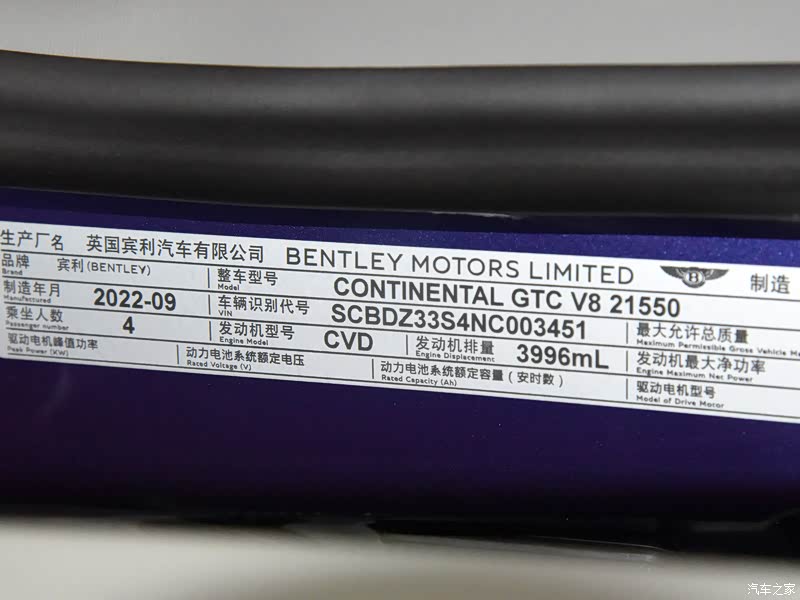 生产厂名 英国宾利汽车有限公司 BENTLEY MOTORS LIMITED B 制造
品牌 Brand 宾利(BENTLEY) 整车型号 Model CONTINENTAL GTC V8 21550
制造年月 Manufactured 2022-09 车辆识别代号 VIN SCBDZ33S4NC003451 最大允许总质量 Maximum Permissible Gross Vehicle
乘坐人数 Passenger number 4 发动机型号 Engine Model CVD 发动机排量 Engine Displacement 3996mL 发动机最大净功率 Engine Maximum Net Power
驱动电机峰值功率 Peak Power (KW) 动力电池系统额定电压 Rated Voltage (V) 动力电池系统额定容量(安时数) Rated Capacity (Ah) 驱动电机型号 Model of Drive Motor
汽车之家